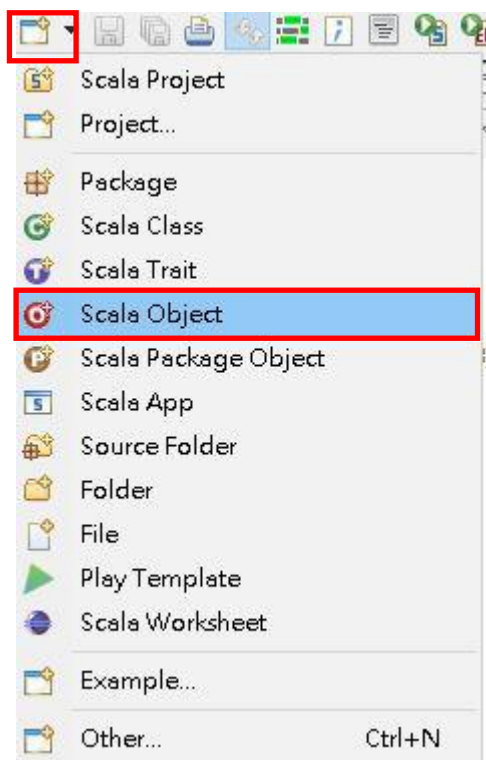 Scala Project
Project...
Package
Scala Class
Scala Trait
Scala Object
Scala Package Object
Scala App
Source Folder
Folder
File
Play Template
Scala Worksheet
Example...
Other... Ctrl+N